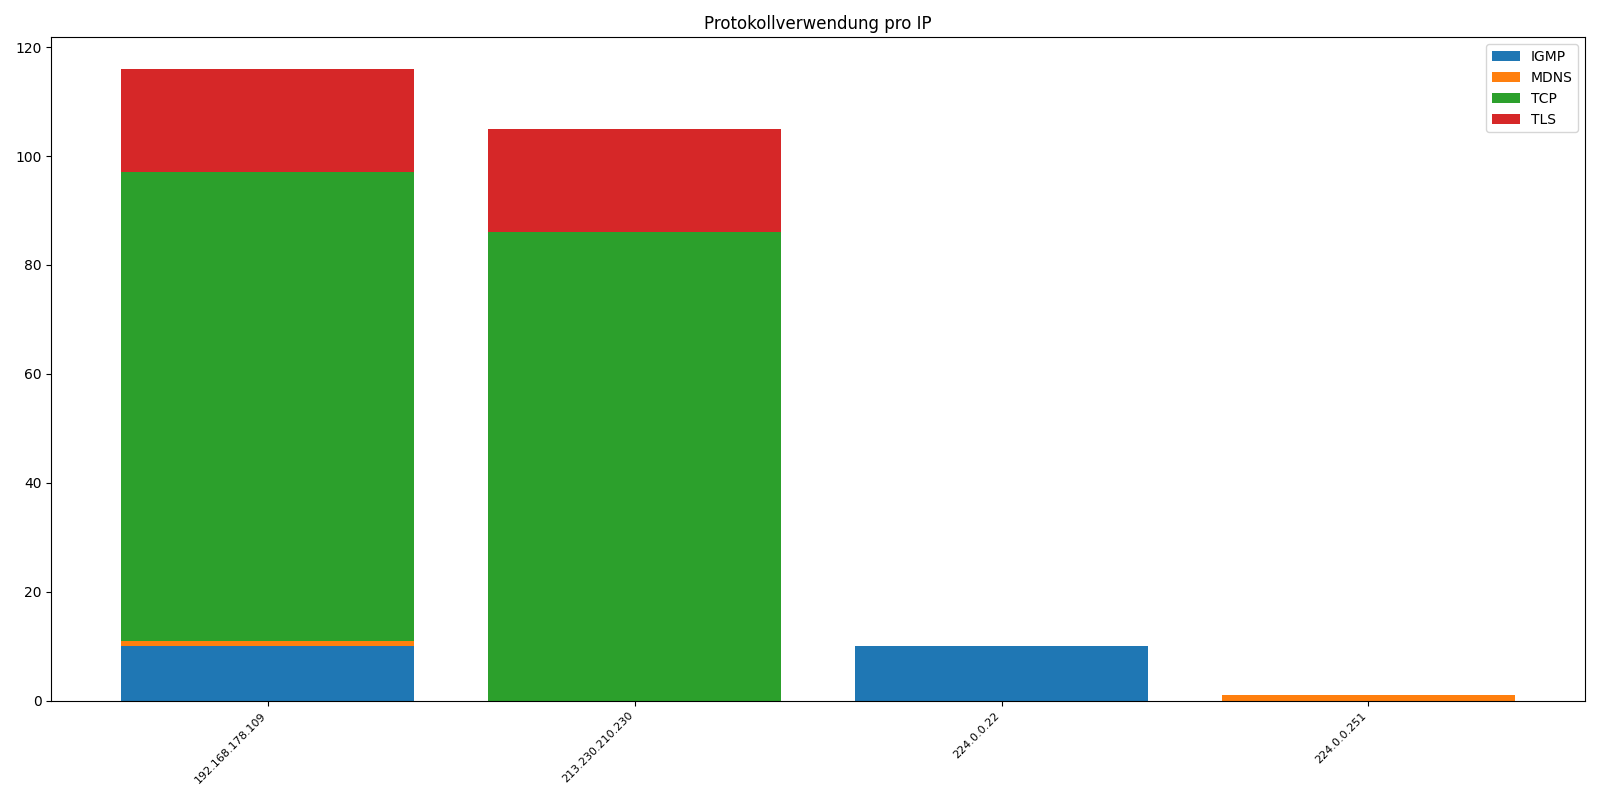 Protokollverwendung pro IP
120
100
80
60
40
20
0
IGMP
MDNS
TCP
TLS
192.168.178.109
213.230.210.230
224.0.0.22
224.0.0.251